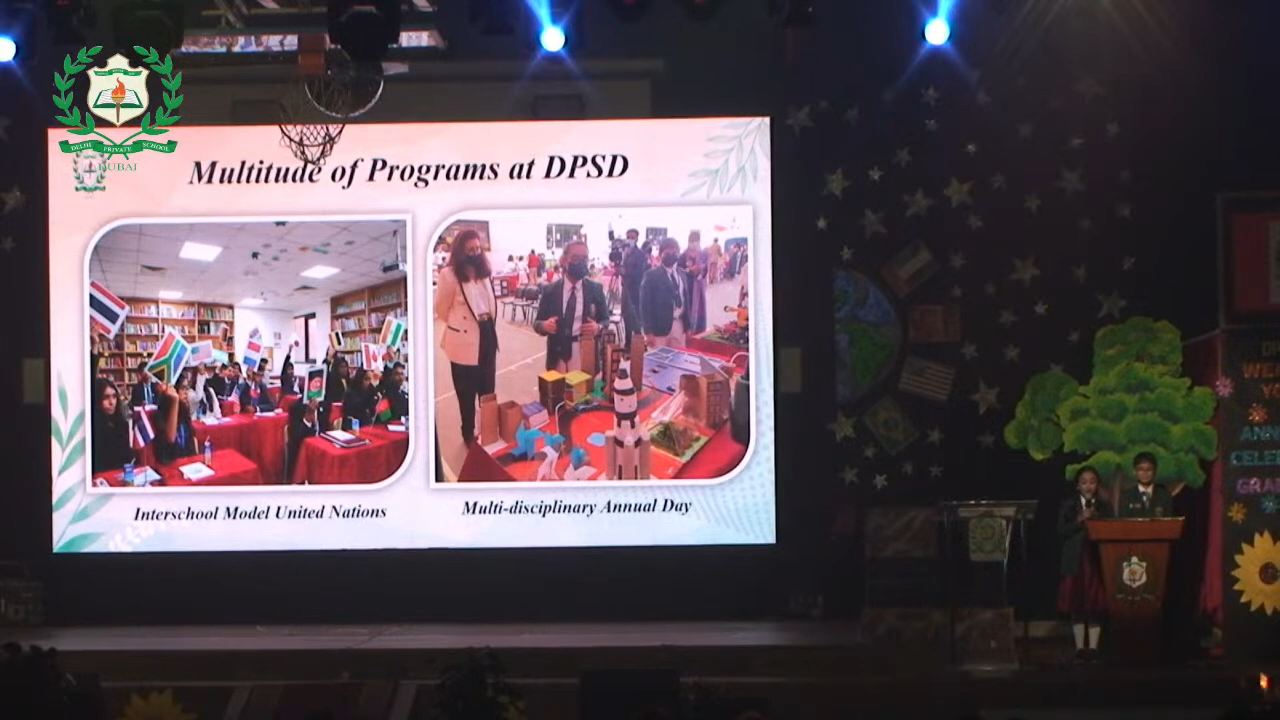 DELHI PRIVATE SCHOOL
DUBAI
Multitude of Programs at DPSD
Interschool Model United Nations
Multi-disciplinary Annual Day